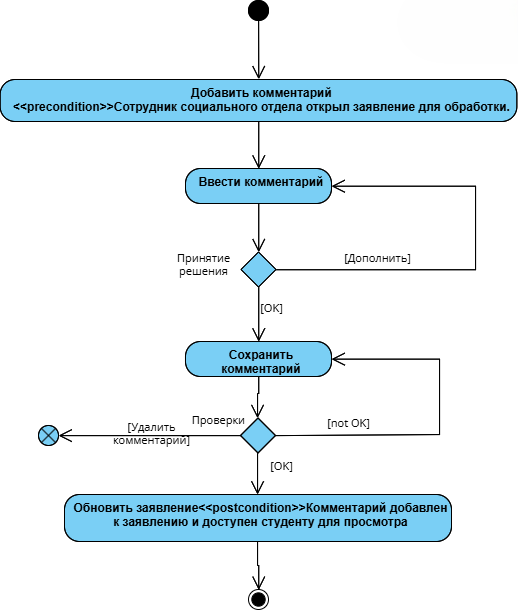 Добавить комментарий
<<precondition>>Сотрудник социального отдела открыл заявление для обработки.
Ввести комментарий
Принятие
решения
[Дополнить]
[OK]
Сохранить
комментарий
Проверки
[Удалить
комментарий]
[not OK]
[OK]
Обновить заявление<<postcondition>>Комментарий добавлен
к заявлению и доступен студенту для просмотра